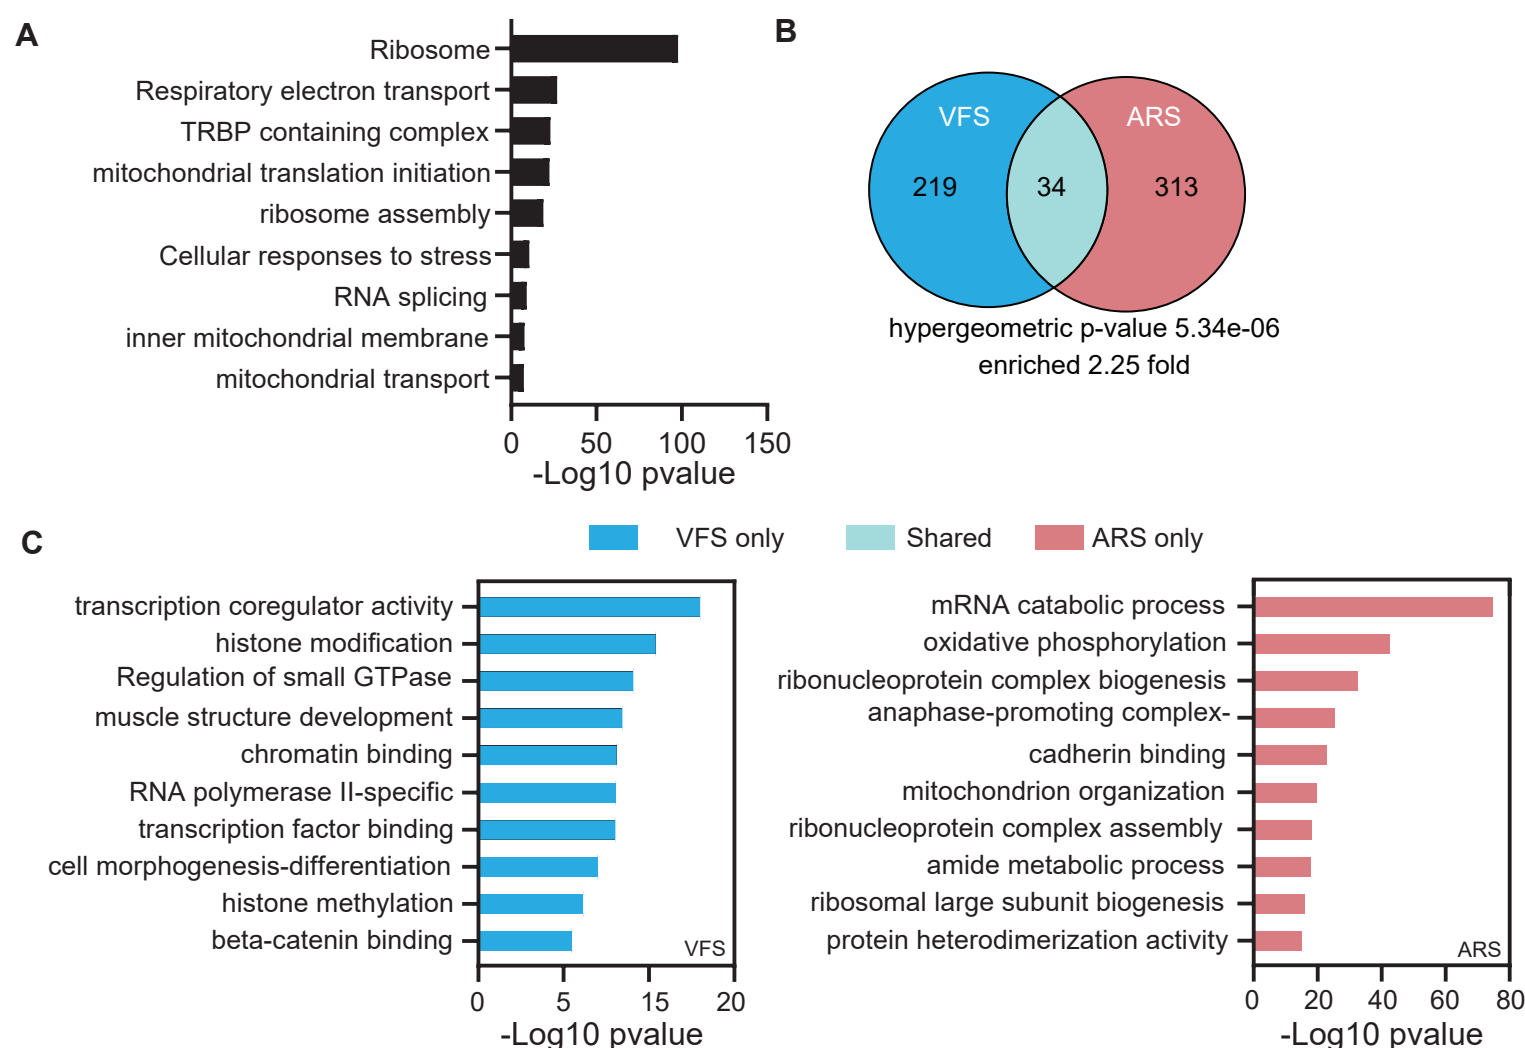 A
Ribosome
Respiratory electron transport
TRBP containing complex
mitochondrial translation initiation
ribosome assembly
Cellular responses to stress
RNA splicing
inner mitochondrial membrane
mitochondrial transport
0 50 100 150
-Log10 pvalue
B
VFS ARS
219 34 313
hypergeometric p-value 5.34e-06
enriched 2.25 fold
C
VFS only Shared ARS only
transcription coregulator activity
histone modification
Regulation of small GTPase
muscle structure development
chromatin binding
RNA polymerase II-specific
transcription factor binding
cell morphogenesis-differentiation
histone methylation
beta-catenin binding
VFS
0 5 15 20
-Log10 pvalue
mRNA catabolic process
oxidative phosphorylation
ribonucleoprotein complex biogenesis
anaphase-promoting complex-
cadherin binding
mitochondrion organization
ribonucleoprotein complex assembly
amide metabolic process
ribosomal large subunit biogenesis
protein heterodimerization activity
ARS
0 20 40 60 80
-Log10 pvalue